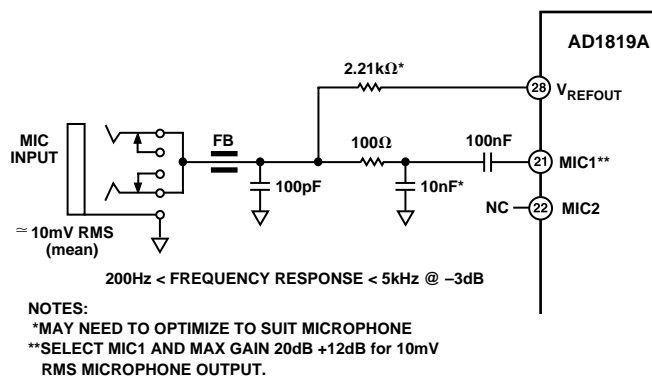 AD1819A
2.21kΩ*
28 VREFOUT
MIC
INPUT
FB
100Ω
100nF
21 MIC1**
100pF
10nF*
NC 22 MIC2
≃ 10mV RMS
(mean)
200Hz < FREQUENCY RESPONSE < 5kHz @ –3dB
NOTES:
*MAY NEED TO OPTIMIZE TO SUIT MICROPHONE
**SELECT MIC1 AND MAX GAIN 20dB +12dB for 10mV
RMS MICROPHONE OUTPUT.